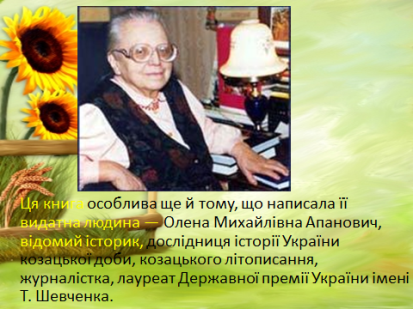 Ця книга особлива ще й тому, що написала її
видатна людина — Олена Михайлівна Апанович,
відомий історик, дослідниця історії України
козацької доби, козацького літописання,
журналістка, лауреат Державної премії України імені
Т. Шевченка.